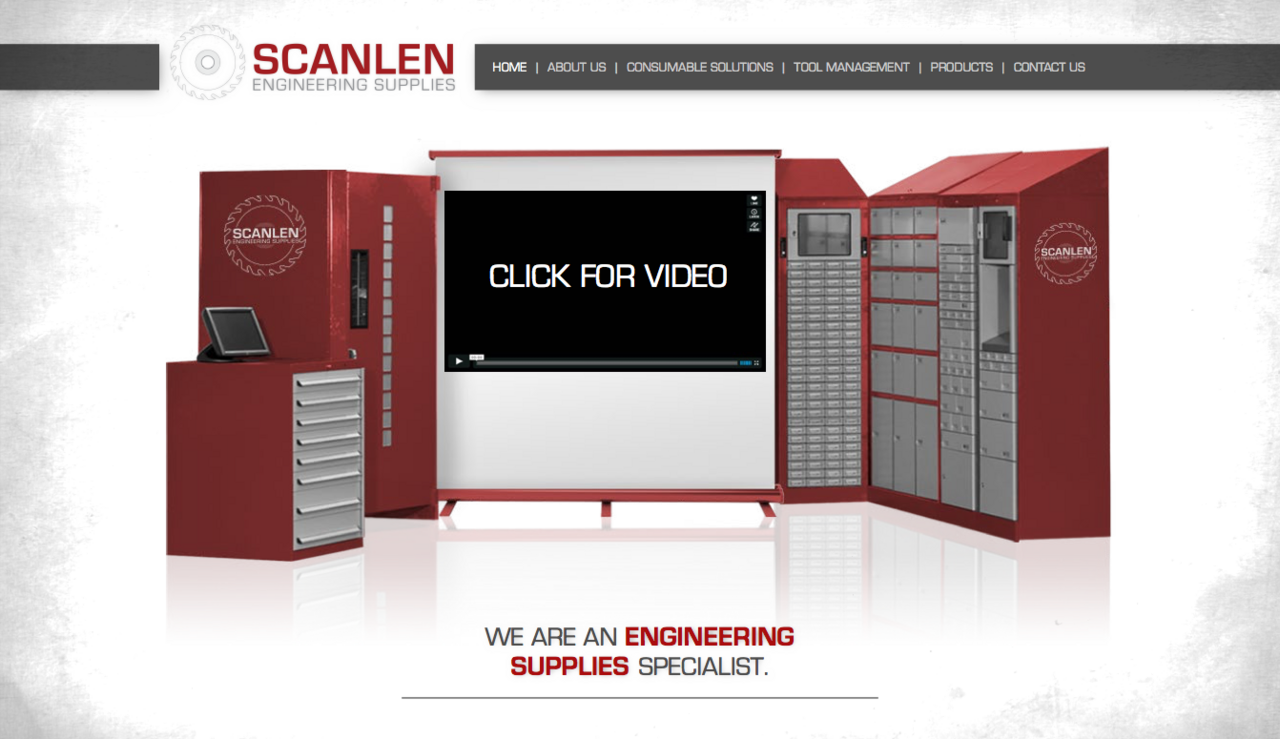 SCANLEN
ENGINEERING SUPPLIES
HOME | ABOUT US | CONSUMABLE SOLUTIONS | TOOL MANAGEMENT | PRODUCTS | CONTACT US
SCANLEN
ENGINEERING SUPPLIES
CLICK FOR VIDEO
SCANLEN
ENGINEERING SUPPLIES
WE ARE AN ENGINEERING
SUPPLIES SPECIALIST.